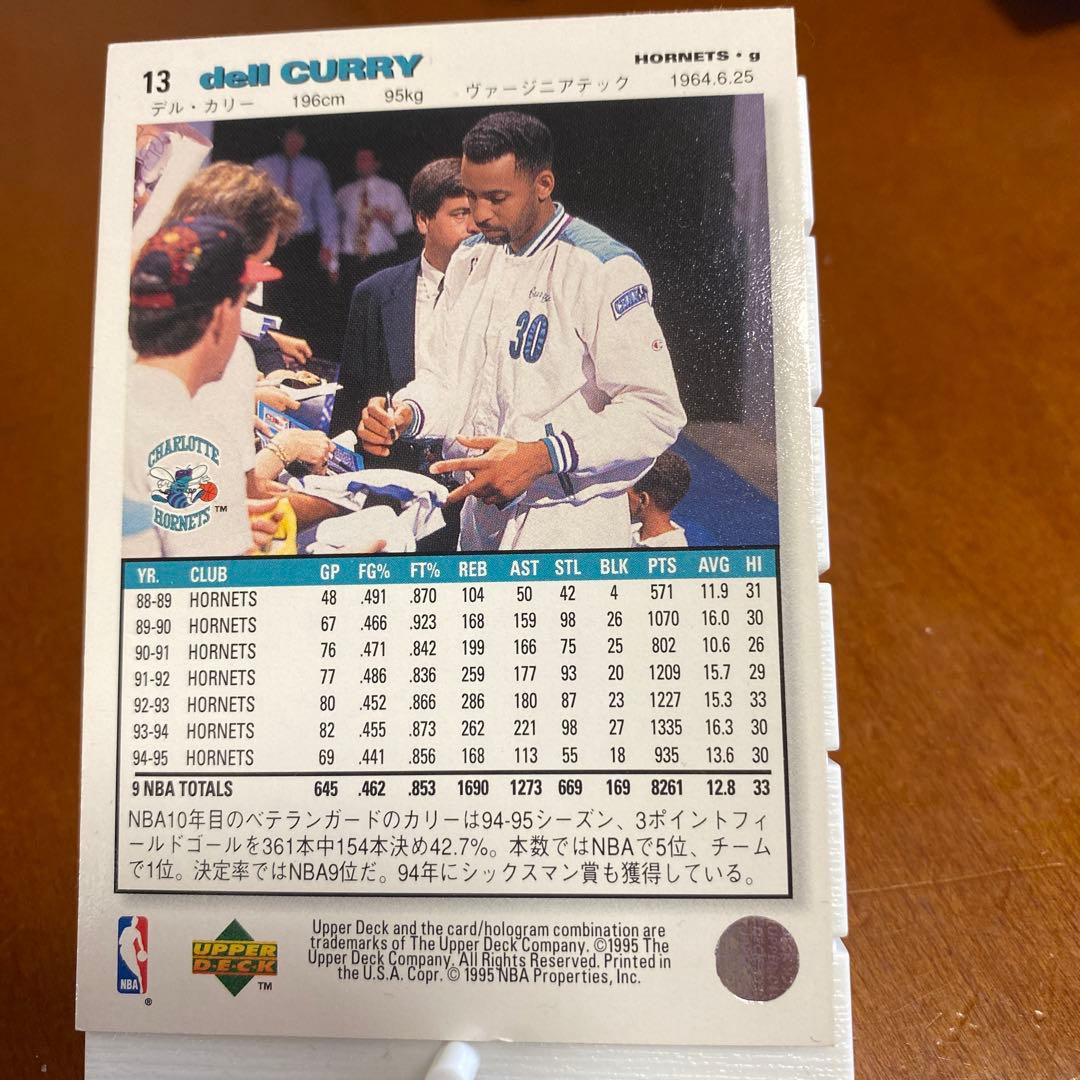 13 dell CURRY HORNETS • g
デル・カリー 196cm 95kg ヴァージニアテック 1964.6.25
Curry
30
CHARLOTTE
HORNETS™
YR. CLUB GP FG% FT% REB AST STL BLK PTS AVG HI
88-89 HORNETS 48 .491 .870 104 50 42 4 571 11.9 31
89-90 HORNETS 67 .466 .923 168 159 98 26 1070 16.0 30
90-91 HORNETS 76 .471 .842 199 166 75 25 802 10.6 26
91-92 HORNETS 77 .486 .836 259 177 93 20 1209 15.7 29
92-93 HORNETS 80 .452 .866 286 180 87 23 1227 15.3 33
93-94 HORNETS 82 .455 .873 262 221 98 27 1335 16.3 30
94-95 HORNETS 69 .441 .856 168 113 55 18 935 13.6 30
9 NBA TOTALS 645 .462 .853 1690 1273 669 169 8261 12.8 33
NBA10年目のベテランガードのカリーは94-95シーズン、3ポイントフィ
ールドゴールを361本中154本決め42.7%。本数ではNBAで5位、チーム
で1位。決定率ではNBA9位だ。94年にシックスマン賞も獲得している。
NBA ®
UPPER
DECK ™
Upper Deck and the card/hologram combination are
trademarks of The Upper Deck Company. ©1995 The
Upper Deck Company. All Rights Reserved. Printed in
the U.S.A. Copr. © 1995 NBA Properties, Inc.